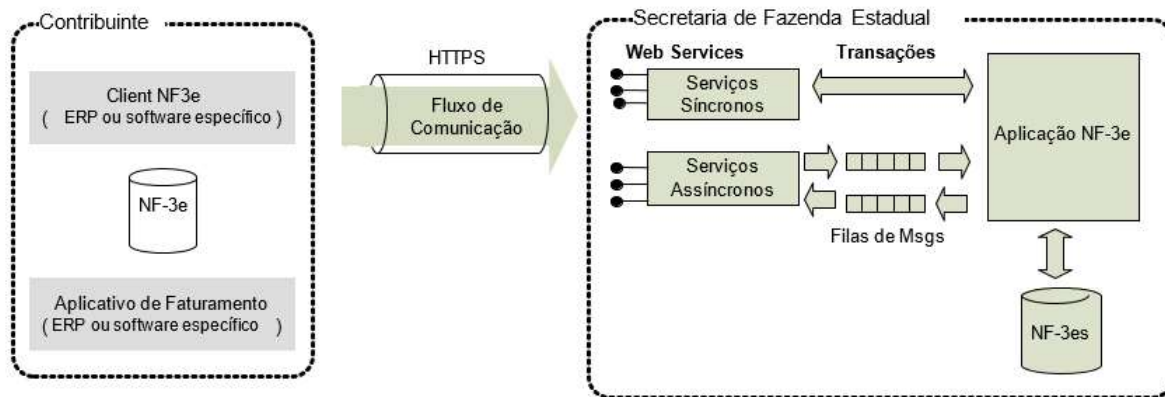 Contribuinte
Client NF3e
( ERP ou software específico )
NF-3e
Aplicativo de Faturamento
( ERP ou software específico )
HTTPS
Fluxo de
Comunicação
Secretaria de Fazenda Estadual
Web Services
Transações
Serviços
Síncronos
Serviços
Assíncronos
Filas de Msgs
Aplicação NF-3e
NF-3es